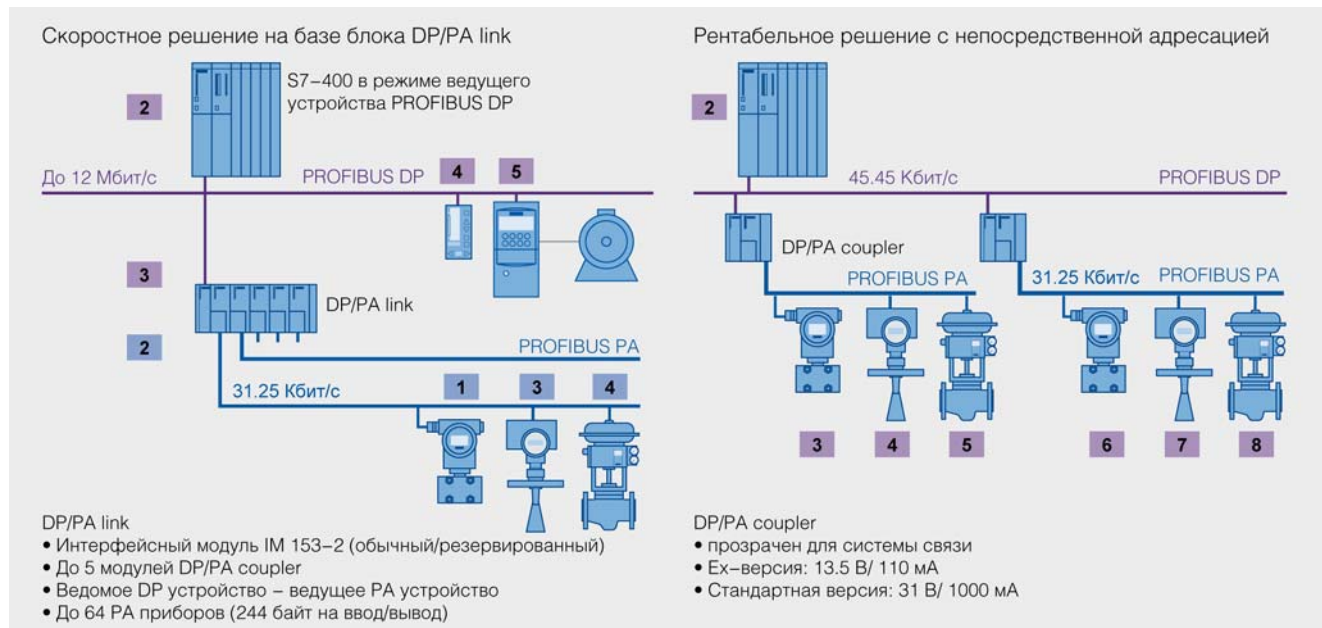 Скоростное решение на базе блока DP/PA link
S7–400 в режиме ведущего
устройства PROFIBUS DP
2
До 12 Мбит/с
PROFIBUS DP
4
5
3
DP/PA link
2
PROFIBUS PA
31.25 Кбит/с
1
3
4
DP/PA link
• Интерфейсный модуль IM 153–2 (обычный/резервированный)
• До 5 модулей DP/PA coupler
• Ведомое DP устройство – ведущее PA устройство
• До 64 PA приборов (244 байт на ввод/вывод)
Рентабельное решение с непосредственной адресацией
2
45.45 Кбит/с
PROFIBUS DP
DP/PA coupler
PROFIBUS PA
31.25 Кбит/с
PROFIBUS PA
3
4
5
6
7
8
DP/PA coupler
• прозрачен для системы связи
• Ex–версия: 13.5 В/ 110 мА
• Стандартная версия: 31 В/ 1000 мА